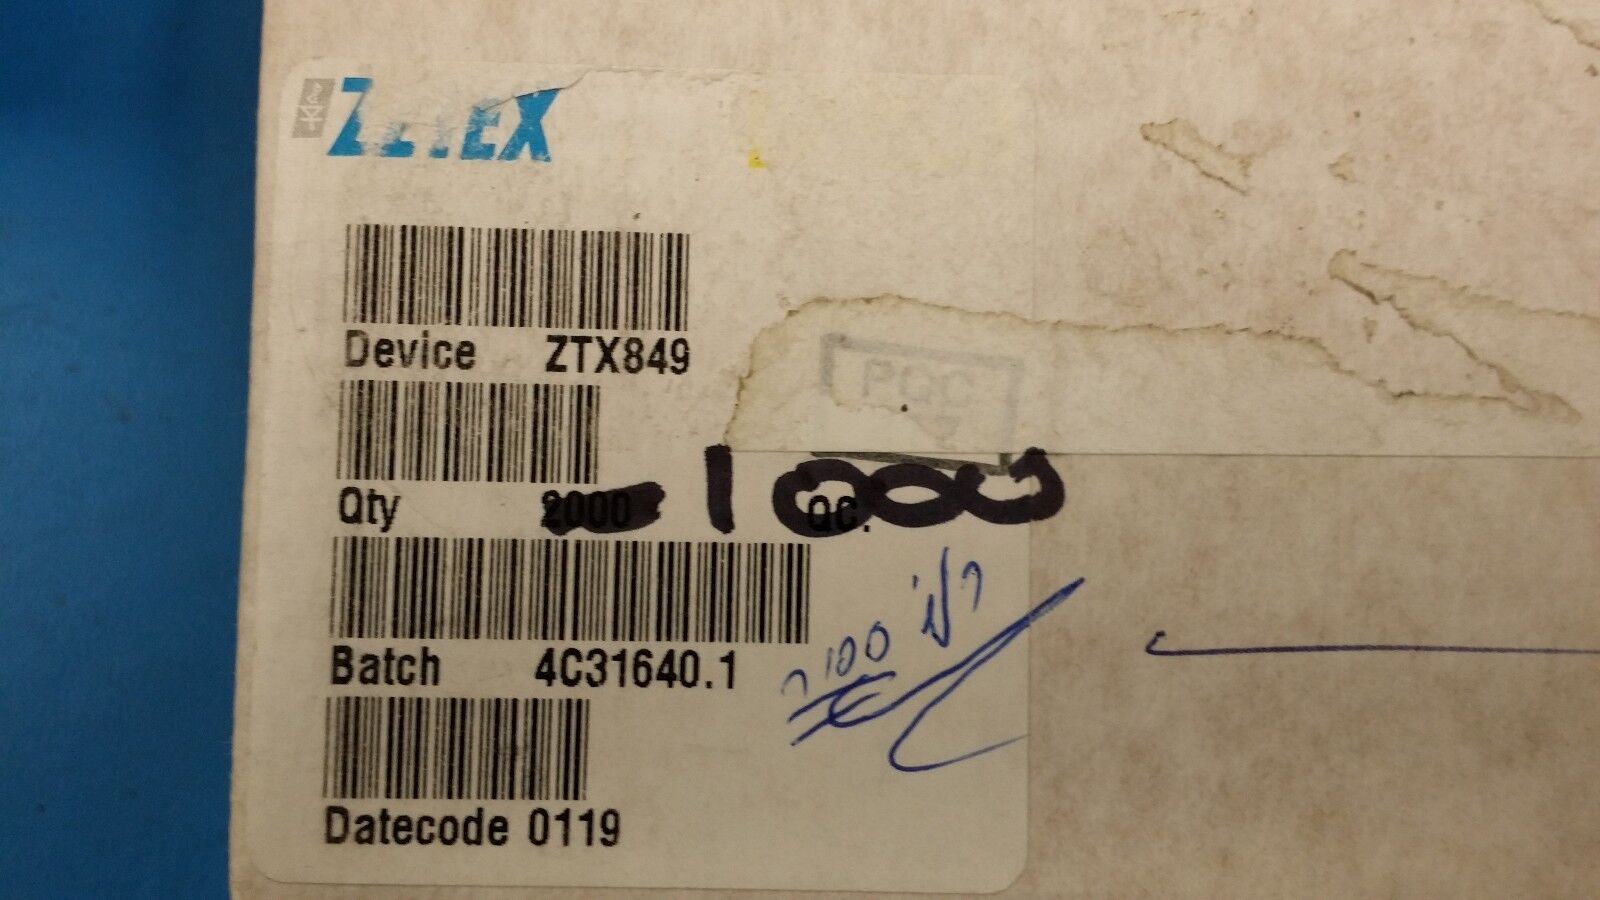 ZETEX
Device ZTX849
Qty 2000 1000 QC.
Batch 4C31640.1
Datecode 0119